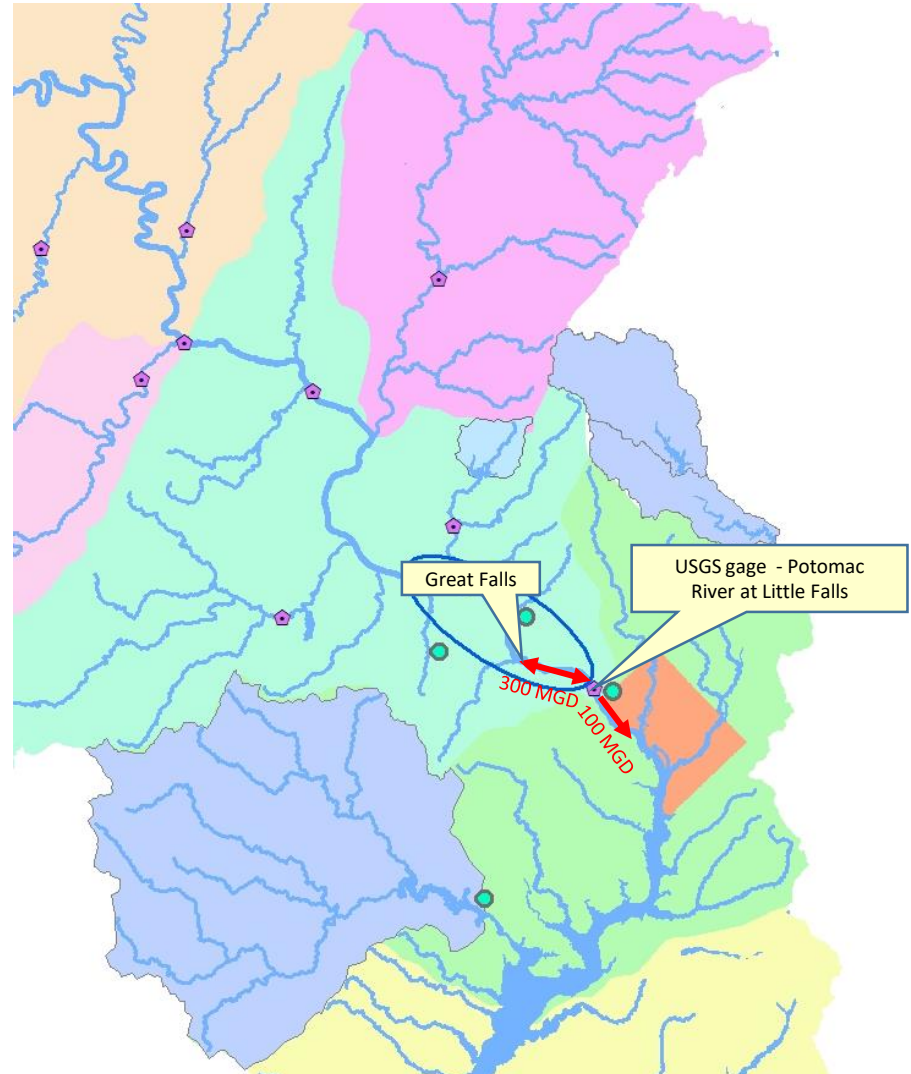 Great Falls
USGS gage - Potomac
River at Little Falls
300 MGD
100 MGD